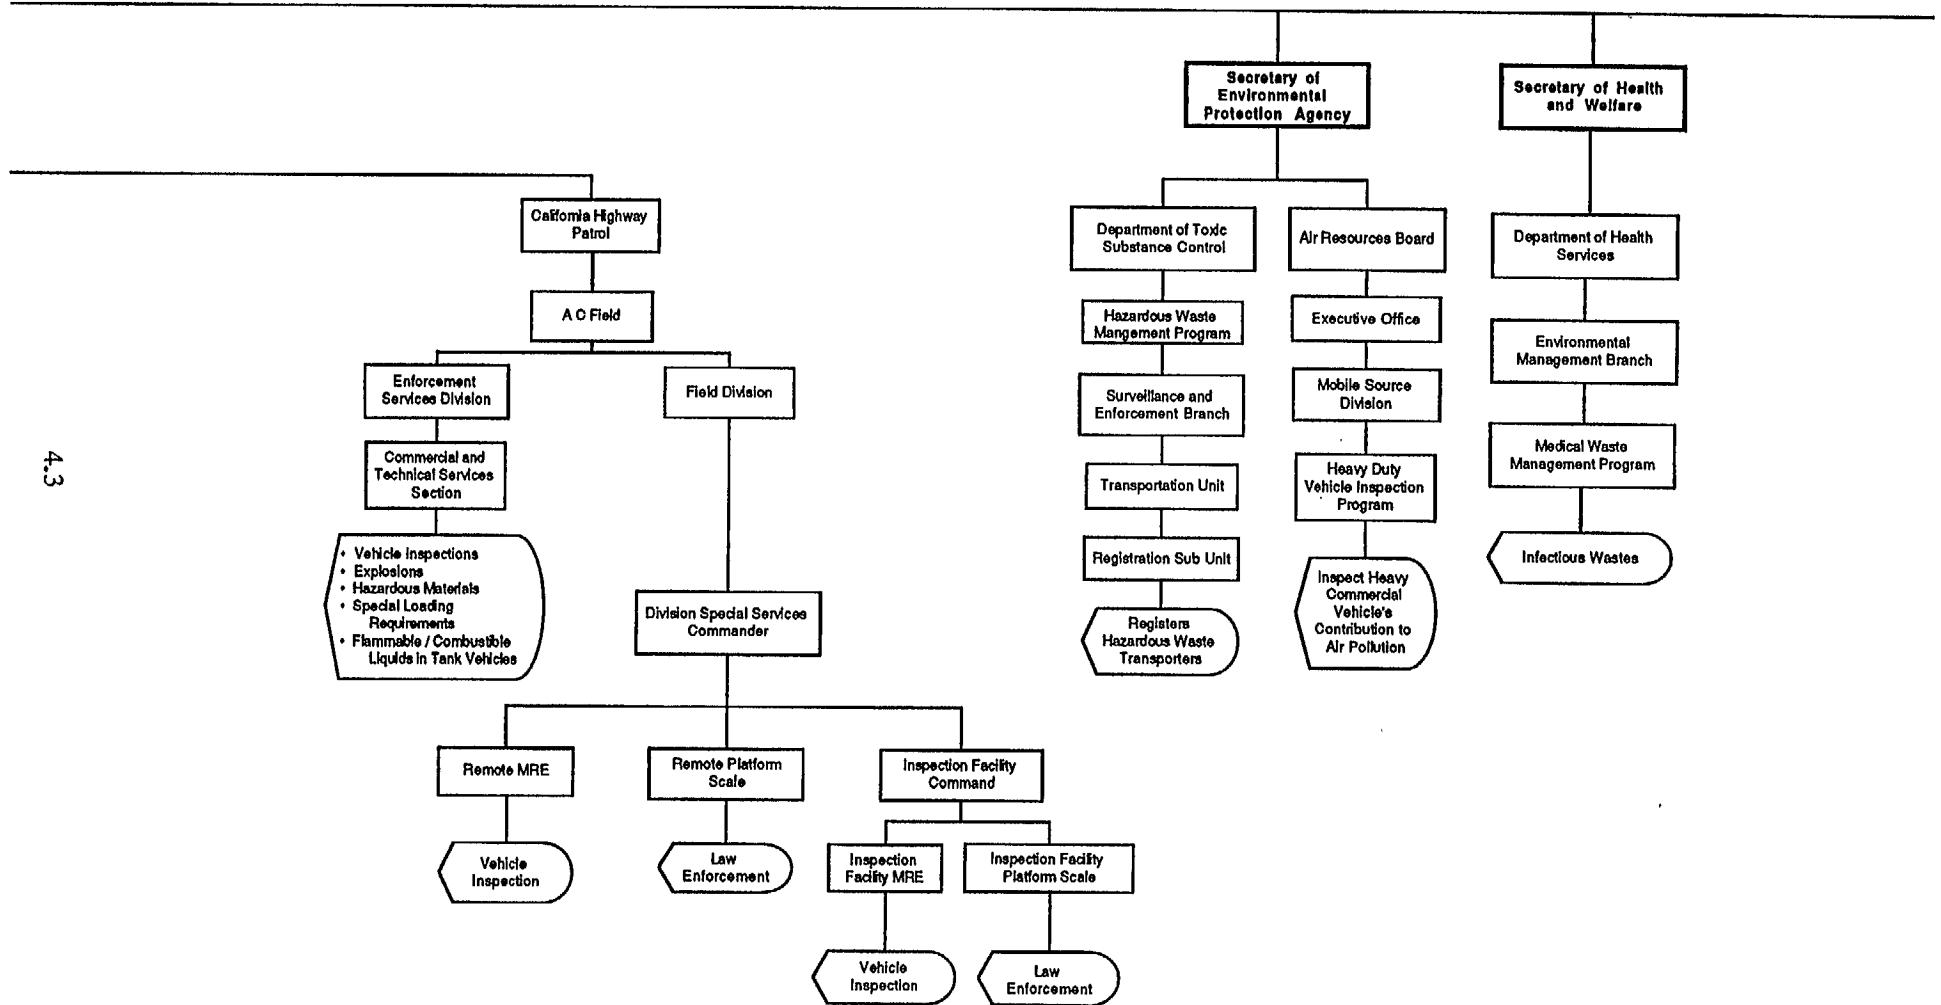 Secretary of
Environmental
Protection Agency
Secretary of Health
and Welfare
California Highway
Patrol
A C Field
Enforcement
Services Division
Commercial and
Technical Services
Section
• Vehicle Inspections
• Explosions
• Hazardous Materials
• Special Loading
Requirements
• Flammable / Combustible
Liquids in Tank Vehicles
Field Division
Division Special Services
Commander
Remote MRE
Vehicle
Inspection
Remote Platform
Scale
Law
Enforcement
Inspection Facility
Command
Inspection
Facility MRE
Vehicle
Inspection
Inspection Facility
Platform Scale
Law
Enforcement
Department of Toxic
Substance Control
Hazardous Waste
Mangement Program
Surveillance and
Enforcement Branch
Transportation Unit
Registration Sub Unit
Registers
Hazardous Waste
Transporters
Air Resources Board
Executive Office
Mobile Source
Division
Heavy Duty
Vehicle Inspection
Program
Inspect Heavy
Commercial
Vehicle's
Contribution to
Air Pollution
Department of Health
Services
Environmental
Management Branch
Medical Waste
Management Program
Infectious Wastes
4.3